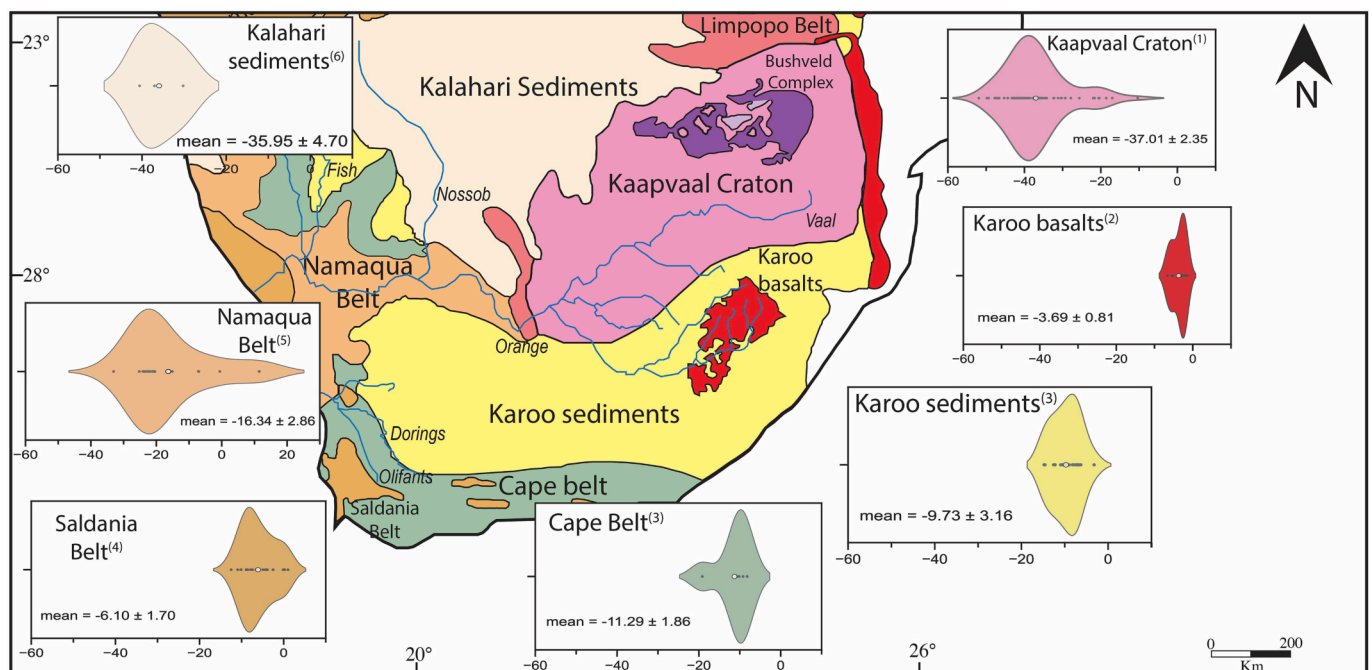 23°
Kalahari
sediments(6)
mean = -35.95 ± 4.70
−60 −40 −20 0
Limpopo Belt
Bushveld
Complex
Kalahari Sediments
Kaapvaal Craton
Fish
Nossob
Vaal
Kaapvaal Craton(1)
mean = -37.01 ± 2.35
−60 −40 −20 0
N
Karoo basalts(2)
mean = -3.69 ± 0.81
−60 −40 −20 0
28°
Namaqua
Belt
Karoo
basalts
Orange
Namaqua
Belt(5)
mean = -16.34 ± 2.86
−60 −40 −20 0 20
Karoo sediments
Dorings
Olifants
Cape belt
Saldania
Belt
Karoo sediments(3)
mean = -9.73 ± 3.16
−60 −40 −20 0
Saldania
Belt(4)
mean = -6.10 ± 1.70
−60 −40 −20 0
Cape Belt(3)
mean = -11.29 ± 1.86
−60 −40 −20 0
20°
26°
0 200
Km